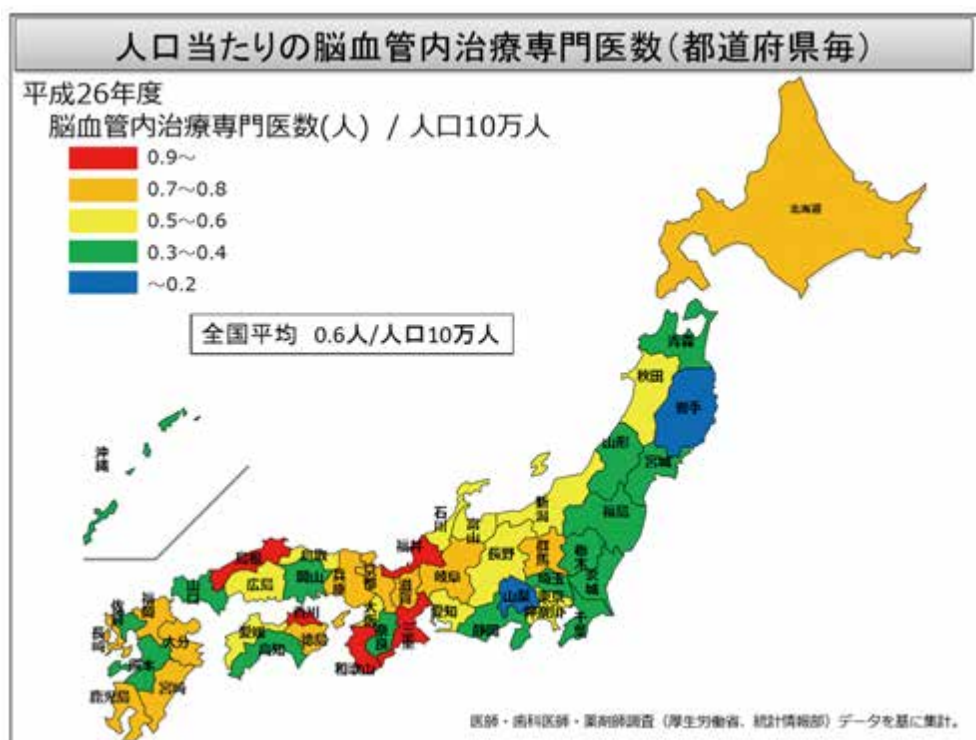 人口当たりの脳血管内治療専門医数(都道府県毎)
平成26年度
脳血管内治療専門医数(人) / 人口10万人
0.9～
0.7～0.8
0.5～0.6
0.3～0.4
～0.2
全国平均 0.6人/人口10万人
北海道
青森
秋田
岩手
山形
宮城
新潟
福島
石川
富山
福井
長野
群馬
栃木
茨城
埼玉
東京
神奈川
千葉
山梨
静岡
愛知
岐阜
滋賀
三重
京都
大阪
奈良
和歌山
兵庫
鳥取
島根
岡山
広島
山口
香川
徳島
愛媛
高知
福岡
佐賀
長崎
大分
熊本
宮崎
鹿児島
沖縄
医師・歯科医師・薬剤師調査（厚生労働省、統計情報部）データを基に集計。